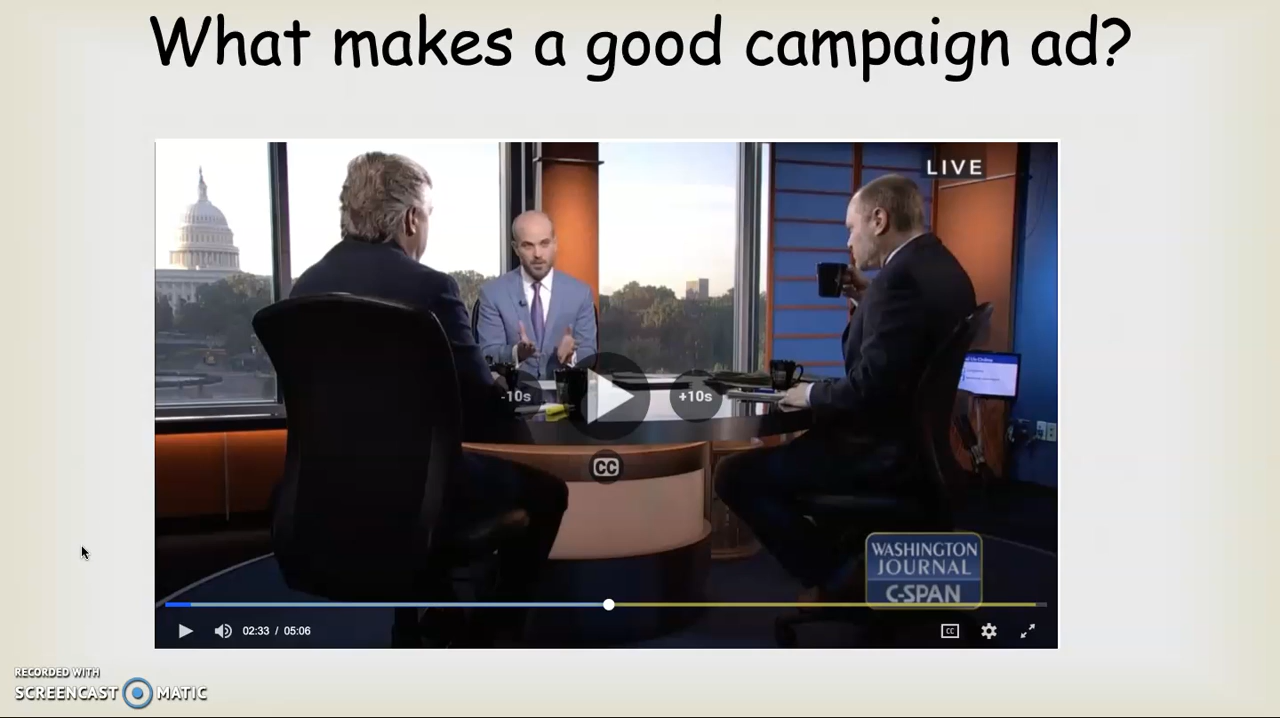 What makes a good campaign ad?
LIVE
-10s
+10s
CC
WASHINGTON
JOURNAL
C-SPAN
02:33 / 05:06
CC
RECORDED WITH
SCREENCAST MATIC